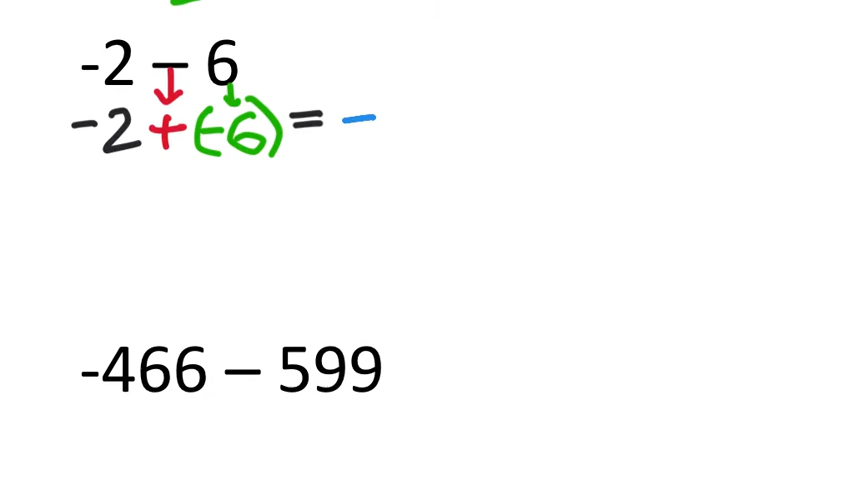 -2 – 6
-2 + (-6) = -
-466 – 599